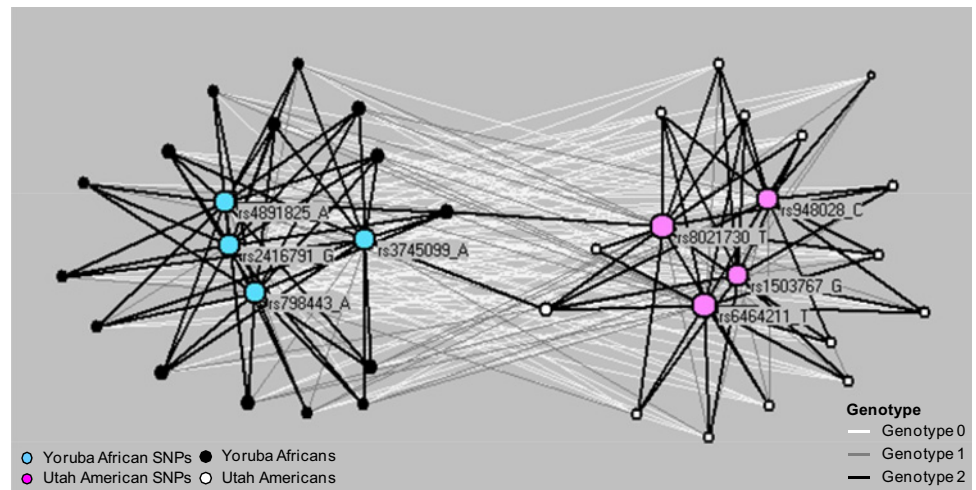 rs4891825_A
rs948028_C
rs8021730_T
rs2416791_G
rs3745099_A
rs1503767_G
rs798443_A
rs6464211_T
Genotype
Genotype 0
Genotype 1
Genotype 2
Yoruba African SNPs
Yoruba Africans
Utah American SNPs
Utah Americans